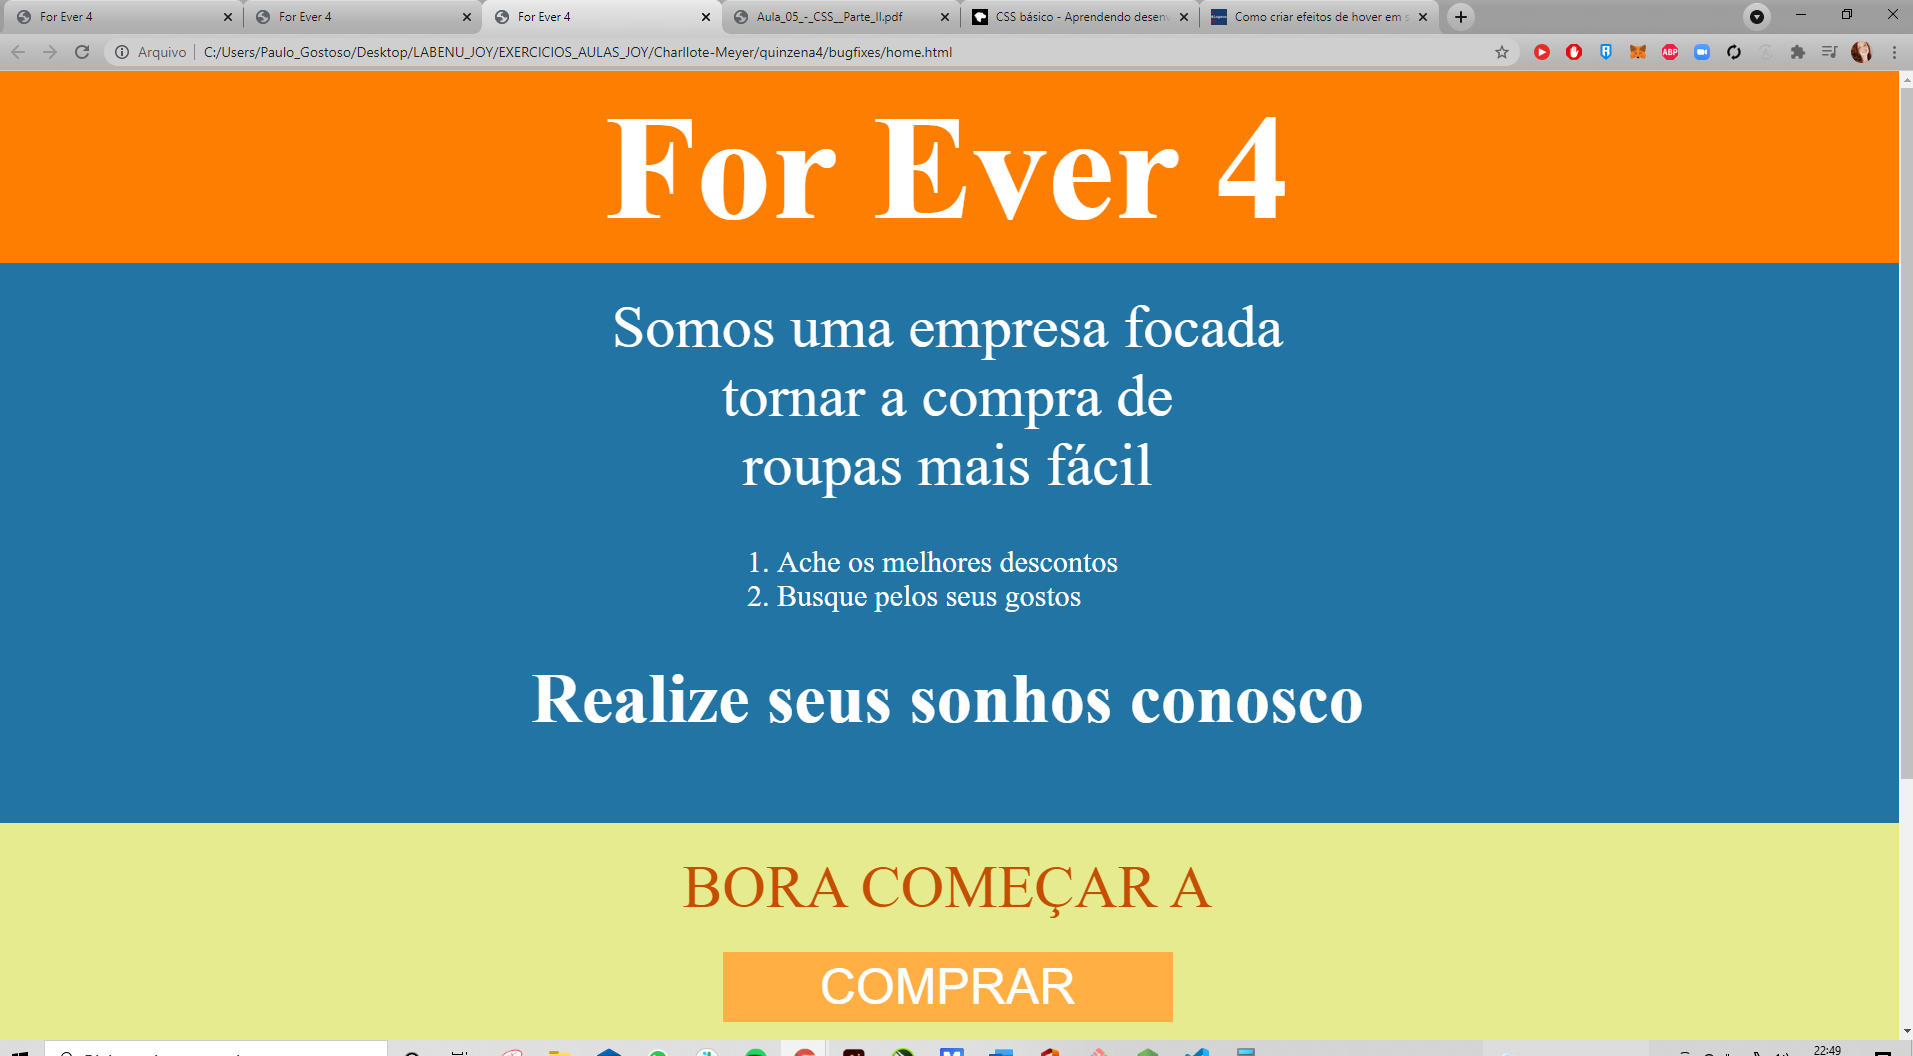 For Ever 4
For Ever 4
For Ever 4
Aula_05_-_CSS__Parte_II.pdf
CSS básico - Aprendendo desenv
Como criar efeitos de hover em s
Arquivo
C:/Users/Paulo_Gostoso/Desktop/LABENU_JOY/EXERCICIOS_AULAS_JOY/Charllote-Meyer/quinzena4/bugfixes/home.html
ABP
For Ever 4
Somos uma empresa focada
tornar a compra de
roupas mais fácil
1. Ache os melhores descontos
2. Busque pelos seus gostos
Realize seus sonhos conosco
BORA COMEÇAR A
COMPRAR
22:49